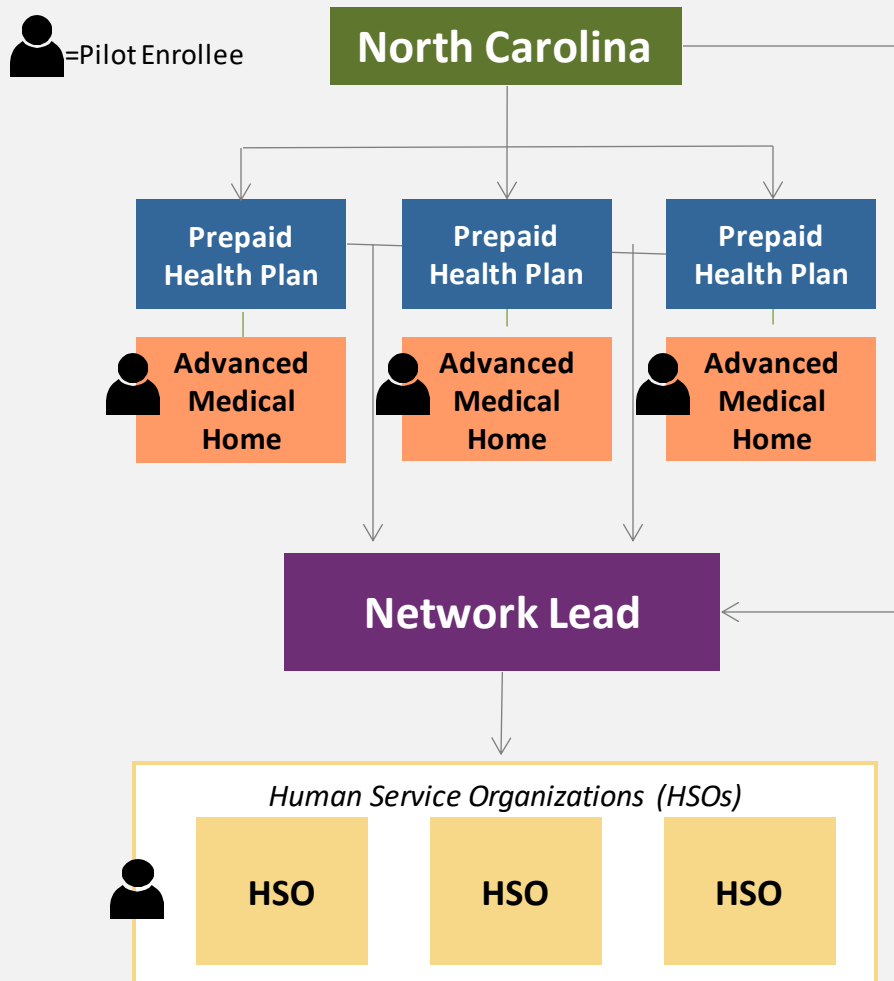 =Pilot Enrollee
North Carolina
Prepaid
Health Plan
Prepaid
Health Plan
Prepaid
Health Plan
Advanced
Medical
Home
Advanced
Medical
Home
Advanced
Medical
Home
Network Lead
Human Service Organizations (HSOs)
HSO
HSO
HSO